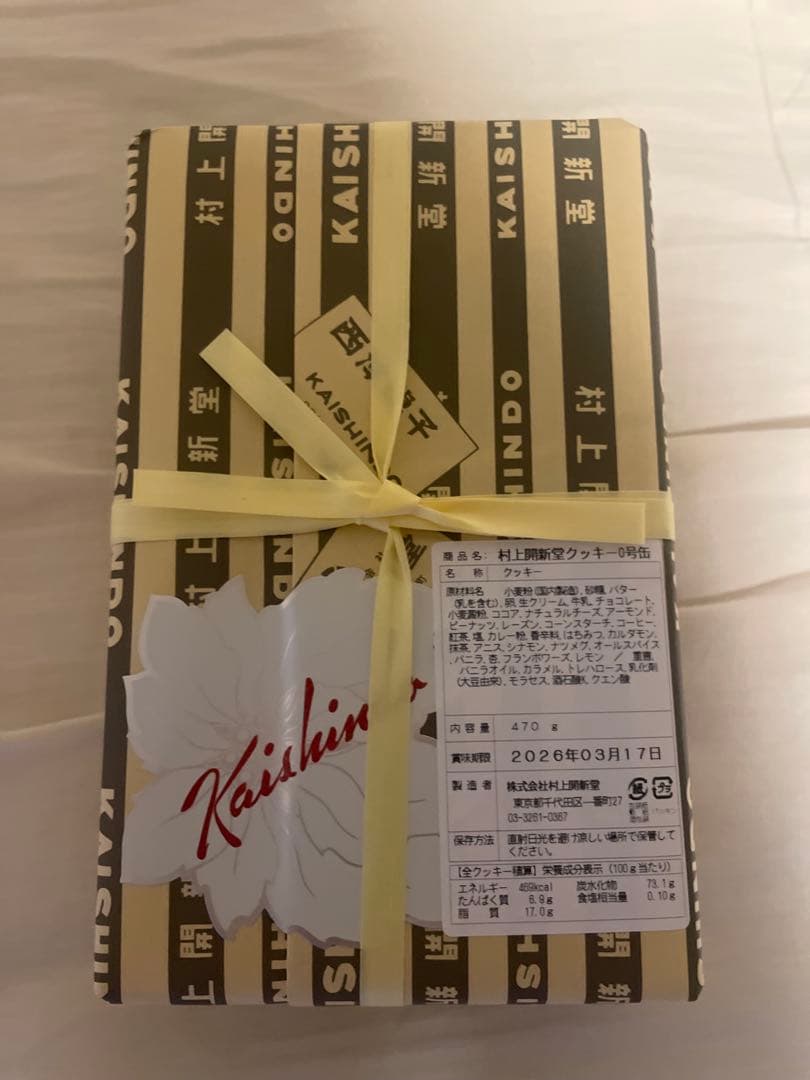 村上開新堂
KAISHINDO
西
子
KAISHINDO
Kaishindo
商品名: 村上開新堂クッキー0号缶
名 称 クッキー
原材料名 小麦粉(国内製造)、砂糖、バター
(乳を含む)、卵、生クリーム、牛乳、チョコレート、
小麦澱粉、ココア、ナチュラルチーズ、アーモンド、
ピーナッツ、レーズン、コーンスターチ、コーヒー、
紅茶、塩、カレー粉、香辛料、はちみつ、カルダモン、
抹茶、アニス、シナモン、ナツメグ、オールスパイス
、バニラ、杏、フランボワーズ、レモン / 重曹、
バニラオイル、カラメル、トレハロース、乳化剤
(大豆由来)、モラセス、酒石酸K、クエン酸
内容量 470 g
賞味期限 2026年03月17日
製造者 株式会社村上開新堂
東京都千代田区一番町27
03-3261-0367
紙
プラ
保存方法 直射日光を避け涼しい場所で保管して
ください。
【全クッキー積算】栄養成分表示(100g当たり)
エネルギー 469kcal 炭水化物 73.1g
たんぱく質 6.9g 食塩相当量 0.10g
脂 質 17.0g